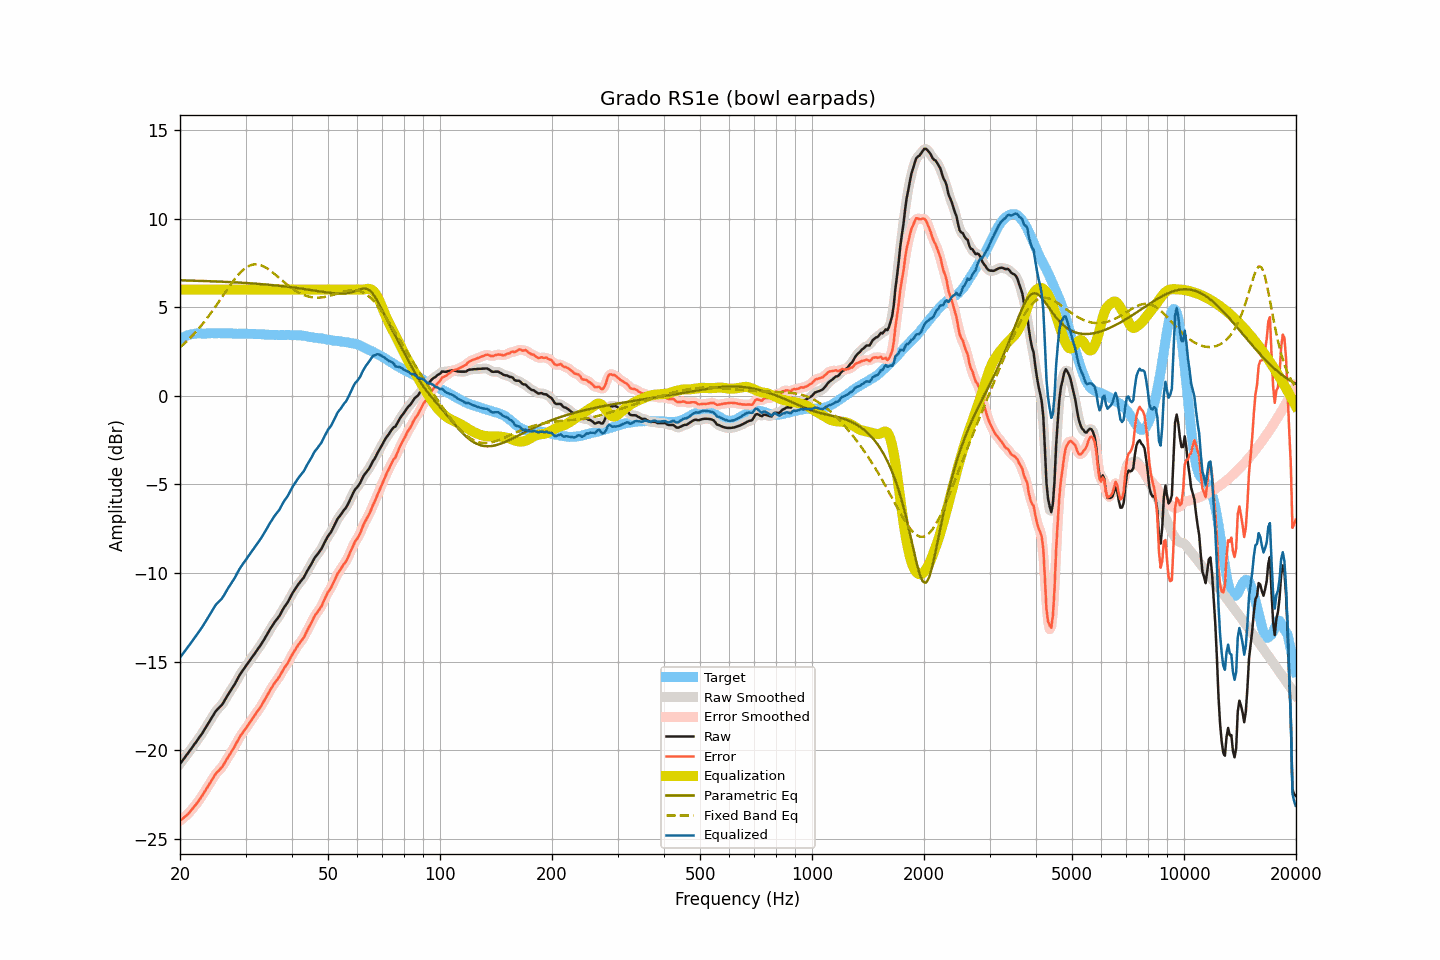 Grado RS1e (bowl earpads)
15
10
5
0
−5
−10
−15
−20
−25
Amplitude (dBr)
Target
Raw Smoothed
Error Smoothed
Raw
Error
Equalization
Parametric Eq
Fixed Band Eq
Equalized
20 50 100 200 500 1000 2000 5000 10000 20000
Frequency (Hz)